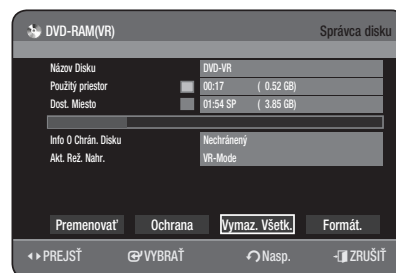 DVD-RAM(VR) Správca disku
Názov Disku DVD-VR
Použitý priestor 00:17 ( 0.52 GB)
Dost. Miesto 01:54 SP ( 3.85 GB)
Info O Chrán. Disku Nechránený
Akt. Rež. Nahr. VR-Mode
Premenovať Ochrana Vymaz. Všetk. Formát.
PREJSŤ VYBRAŤ Nasp. ZRUŠIŤ